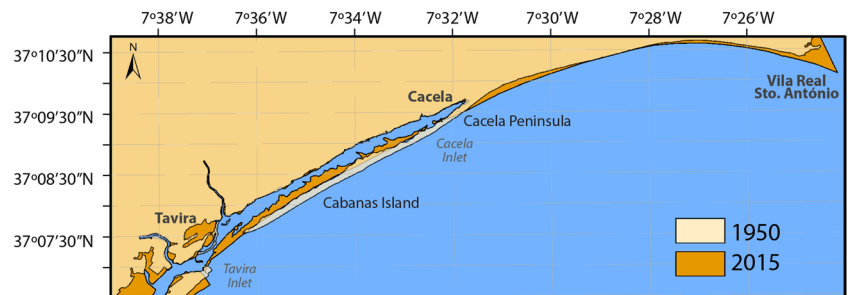 7°38'W 7°36'W 7°34'W 7°32'W 7°30'W 7°28'W 7°26'W
N
37°10'30"N
Vila Real
Sto. António
Cacela
37°09'30"N
Cacela Peninsula
Cacela
Inlet
37°08'30"N
Cabanas Island
Tavira
1950
37°07'30"N
2015
Tavira
Inlet